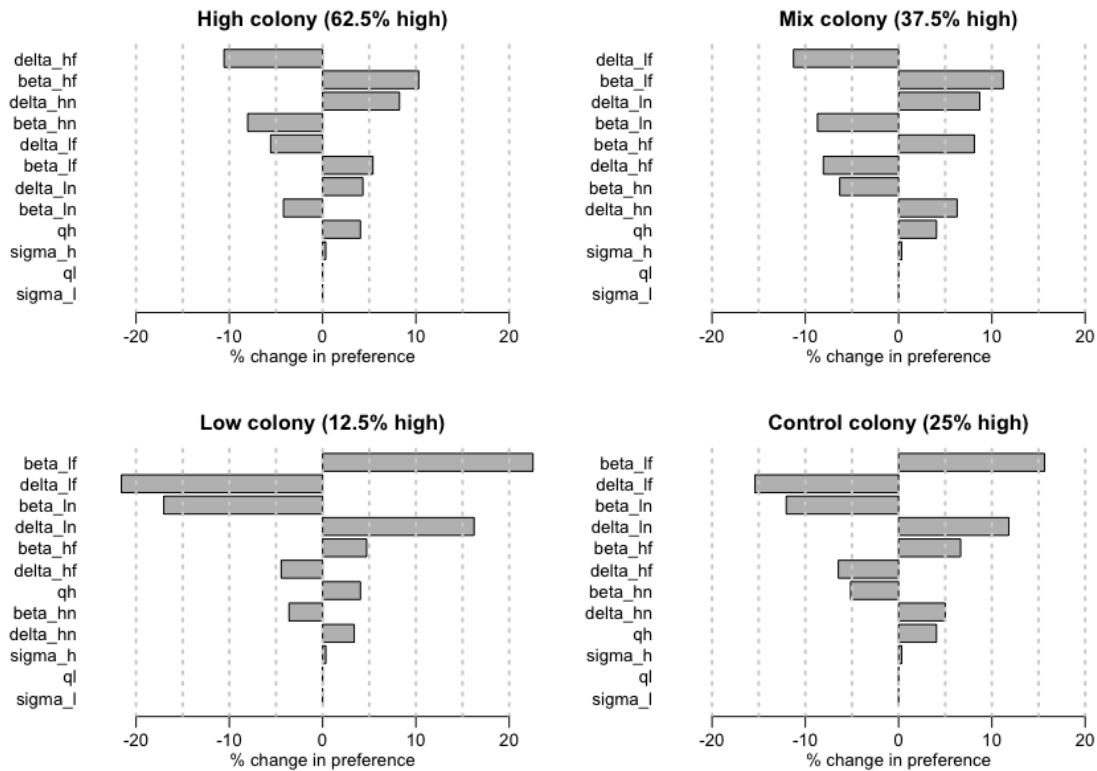 High colony (62.5% high)
delta_hf
beta_hf
delta_hn
beta_hn
delta_lf
beta_lf
delta_ln
beta_ln
qh
sigma_h
ql
sigma_l
-20 -10 0 10 20
% change in preference
Mix colony (37.5% high)
delta_lf
beta_lf
delta_ln
beta_ln
beta_hf
delta_hf
beta_hn
delta_hn
qh
sigma_h
ql
sigma_l
-20 -10 0 10 20
% change in preference
Low colony (12.5% high)
beta_lf
delta_lf
beta_ln
delta_ln
beta_hf
delta_hf
qh
beta_hn
delta_hn
sigma_h
ql
sigma_l
-20 -10 0 10 20
% change in preference
Control colony (25% high)
beta_lf
delta_lf
beta_ln
delta_ln
beta_hf
delta_hf
beta_hn
delta_hn
qh
sigma_h
ql
sigma_l
-20 -10 0 10 20
% change in preference